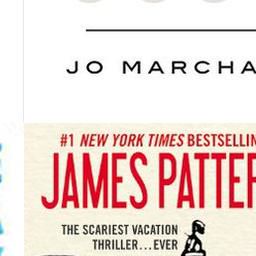 JO MARCHA
#1 NEW YORK TIMES BESTSELLIN
JAMES PATTER
THE SCARIEST VACATION
THRILLER...EVER